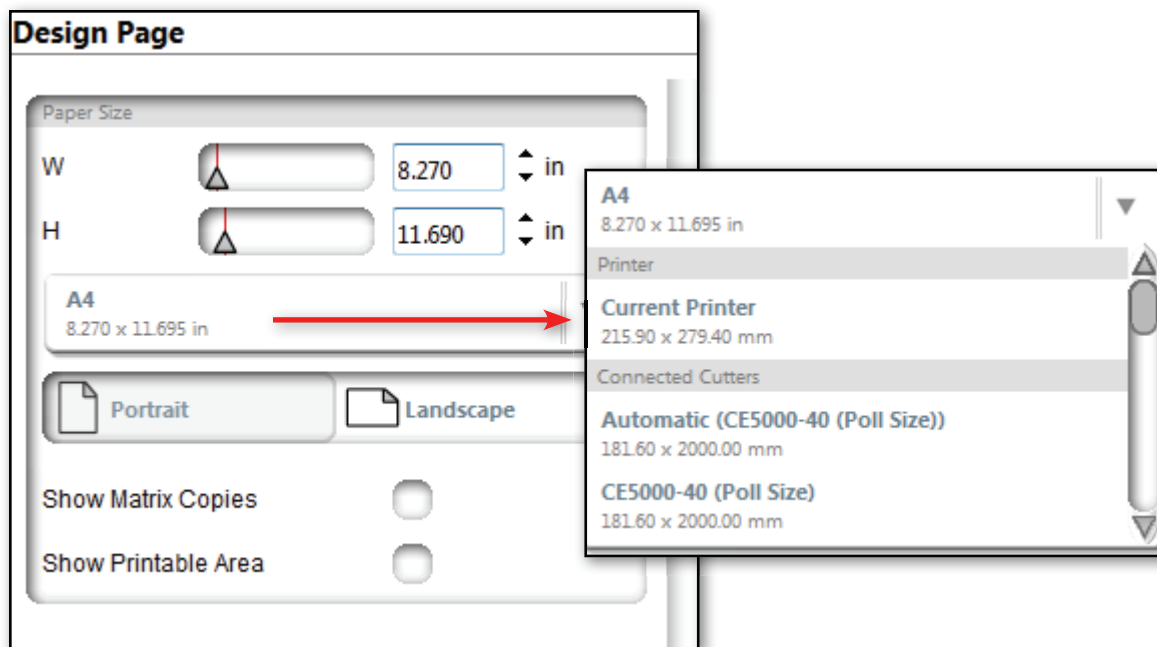 Design Page
Paper Size
W 8.270 in
H 11.690 in
A4
8.270 x 11.695 in
Portrait Landscape
Show Matrix Copies
Show Printable Area
A4
8.270 x 11.695 in
Printer
Current Printer
215.90 x 279.40 mm
Connected Cutters
Automatic (CE5000-40 (Poll Size))
181.60 x 2000.00 mm
CE5000-40 (Poll Size)
181.60 x 2000.00 mm